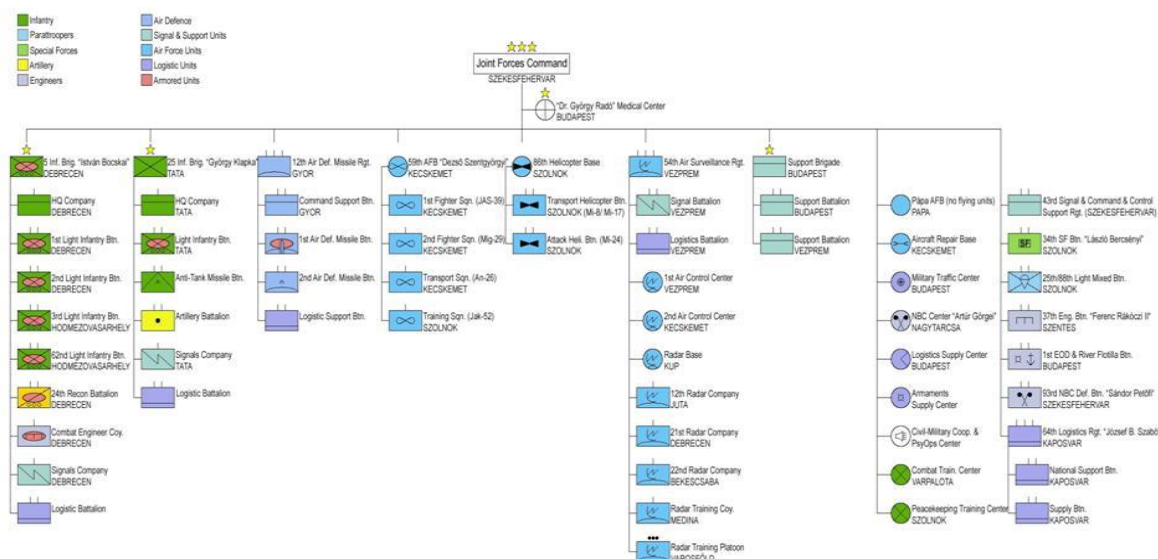 Infantry
Parattroopers
Special Forces
Artillery
Engineers
Air Defence
Signal & Support Units
Air Force Units
Logistic Units
Armored Units
Joint Forces Command
SZEKESFEHERVAR
"Dr. György Radó" Medical Center
BUDAPEST
5 Inf. Brig. "István Bocskai"
DEBRECEN
HQ Company
DEBRECEN
1st Light Infantry Btn.
DEBRECEN
2nd Light Infantry Btn.
DEBRECEN
3rd Light Infantry Btn.
HODMEZOVASARHELY
62nd Light Infantry Btn.
HODMEZOVASARHELY
24th Recon Battalion
DEBRECEN
Combat Engineer Coy.
DEBRECEN
Signals Company
DEBRECEN
Logistic Battalion
25 Inf. Brig. "György Klapka"
TATA
HQ Company
TATA
Light Infantry Btn.
TATA
Anti-Tank Missile Btn.
Artillery Battalion
Signals Company
TATA
Logistic Battalion
12th Air Def. Missile Rgt.
GYOR
Command Support Btn.
GYOR
1st Air Def. Missile Btn.
2nd Air Def. Missile Btn.
Logistic Support Btn.
59th AFB "Dezsö Szentgyörgyi"
KECSKEMET
1st Fighter Sqn. (JAS-39)
KECSKEMET
2nd Fighter Sqn. (Mig-29)
KECSKEMET
Transport Sqn. (An-26)
KECSKEMET
Training Sqn. (Jak-52)
SZOLNOK
86th Helicopter Base
SZOLNOK
Transport Helicopter Btn.
SZOLNOK (Mi-8/ Mi-17)
Attack Heli. Btn. (Mi-24)
SZOLNOK
54th Air Surveillance Rgt.
VEZPREM
Signal Battalion
VEZPREM
Logistics Battalion
VEZPREM
1st Air Control Center
VEZPREM
2nd Air Control Center
KECSKEMET
Radar Base
KUP
12th Radar Company
JUTA
21st Radar Company
DEBRECEN
22nd Radar Company
BEKESCSABA
Radar Training Coy.
MEDINA
Radar Training Platoon
VAROSFÖLD
Support Brigade
BUDAPEST
Support Battalion
BUDAPEST
Support Battalion
VEZPREM
Pápa AFB (no flying units)
PAPA
Aircraft Repair Base
KECSKEMET
Military Traffic Center
BUDAPEST
NBC Center "Artúr Görgei"
NAGYTARCSA
Logistics Supply Center
BUDAPEST
Armaments
Supply Center
Civil-Military Coop. &
PsyOps Center
Combat Train. Center
VARPALOTA
Peacekeeping Training Center
SZOLNOK
43rd Signal & Command & Control
Support Rgt. (SZEKESFEHERVAR)
SF
34th SF Btn. "László Bercsényi"
SZOLNOK
25th/88th Light Mixed Btn.
SZOLNOK
37th Eng. Btn. "Ferenc Rákóczi II"
SZENTES
1st EOD & River Flotilla Btn.
BUDAPEST
93rd NBC Def. Btn. "Sándor Petöfi"
SZEKESFEHERVAR
64th Logistics Rgt. "József B. Szabó
KAPOSVAR
National Support Btn.
KAPOSVAR
Supply Btn.
KAPOSVAR